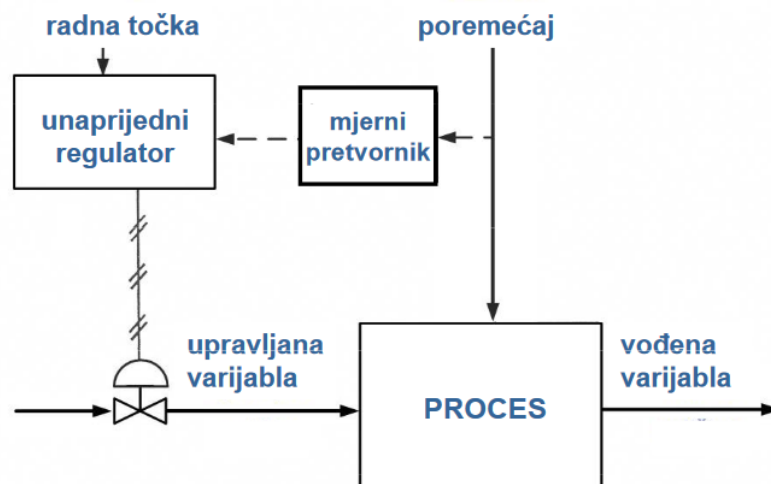 radna točka
poremećaj
unaprijedni
regulator
mjerni
pretvornik
upravljana
varijabla
vođena
varijabla
PROCES